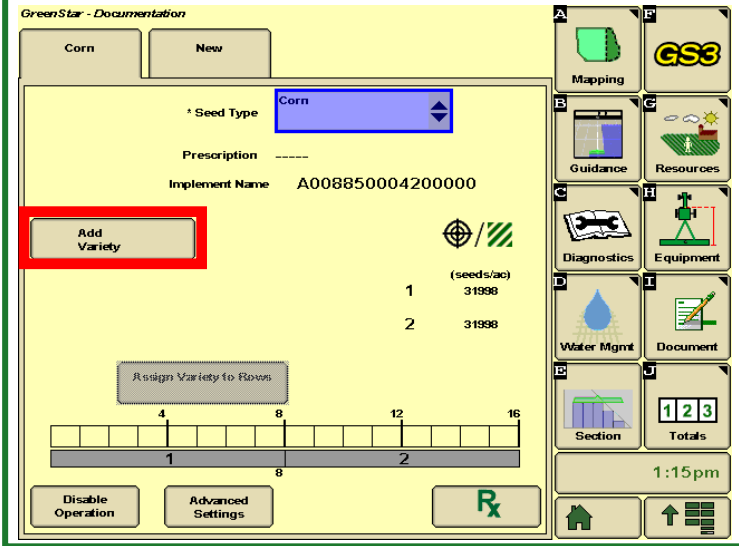 GreenStar - Documentation
Corn
New
* Seed Type
Corn
Prescription -----
Implement Name A008850004200000
Add
Variety
/
(seeds/ac)
1 31998
2 31998
Assign Variety to Rows
4 8 12 16
1 2
8
Disable
Operation
Advanced
Settings
Rx
A
Mapping
F
GS3
B
Guidance
G
Resources
C
Diagnostics
H
Equipment
D
Water Mgmt
I
Document
E
Section
J
1 2 3
Totals
1:15pm